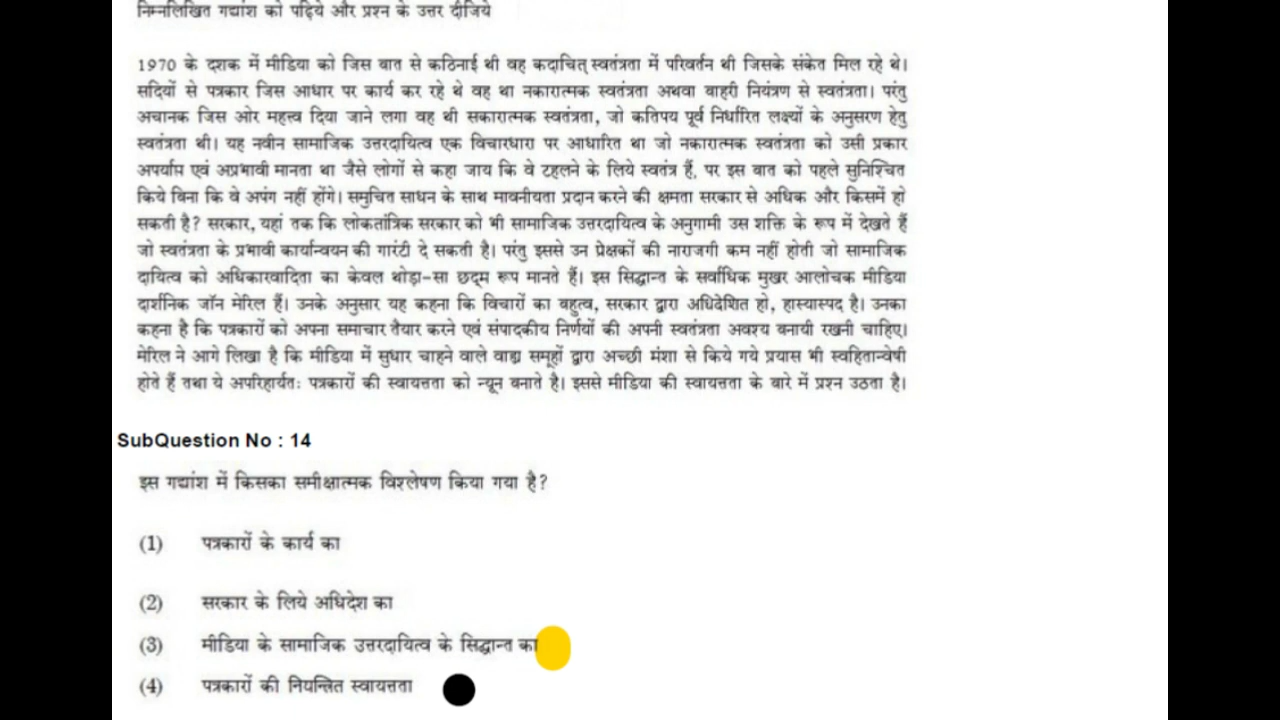 निम्नलिखित गद्यांश को पढ़िये और प्रश्न के उत्तर दीजिये
1970 के दशक में मीडिया को जिस बात से कठिनाई थी वह कदाचित् स्वतंत्रता में परिवर्तन थी जिसके संकेत मिल रहे थे।
सदियों से पत्रकार जिस आधार पर कार्य कर रहे थे वह था नकारात्मक स्वतंत्रता अथवा बाहरी नियंत्रण से स्वतंत्रता। परंतु
अचानक जिस ओर महत्त्व दिया जाने लगा वह थी सकारात्मक स्वतंत्रता, जो कतिपय पूर्व निर्धारित लक्ष्यों के अनुसरण हेतु
स्वतंत्रता थी। यह नवीन सामाजिक उत्तरदायित्व एक विचारधारा पर आधारित था जो नकारात्मक स्वतंत्रता को उसी प्रकार
अपर्याप्त एवं अप्रभावी मानता था जैसे लोगों से कहा जाय कि वे टहलने के लिये स्वतंत्र हैं, पर इस बात को पहले सुनिश्चित
किये बिना कि वे अपंग नहीं होंगे। समुचित साधन के साथ मावनीयता प्रदान करने की क्षमता सरकार से अधिक और किसमें हो
सकती है? सरकार, यहां तक कि लोकतांत्रिक सरकार को भी सामाजिक उत्तरदायित्व के अनुगामी उस शक्ति के रूप में देखते हैं
जो स्वतंत्रता के प्रभावी कार्यान्वयन की गारंटी दे सकती है। परंतु इससे उन प्रेक्षकों की नाराजगी कम नहीं होती जो सामाजिक
दायित्व को अधिकारवादिता का केवल थोड़ा-सा छद्म रूप मानते हैं। इस सिद्धान्त के सर्वाधिक मुखर आलोचक मीडिया
दार्शनिक जॉन मेरिल हैं। उनके अनुसार यह कहना कि विचारों का बहुत्व, सरकार द्वारा अधिदेशित हो, हास्यास्पद है। उनका
कहना है कि पत्रकारों को अपना समाचार तैयार करने एवं संपादकीय निर्णयों की अपनी स्वतंत्रता अवश्य बनायी रखनी चाहिए।
मेरिल ने आगे लिखा है कि मीडिया में सुधार चाहने वाले वाह्य समूहों द्वारा अच्छी मंशा से किये गये प्रयास भी स्वहितान्वेषी
होते हैं तथा ये अपरिहार्यतः पत्रकारों की स्वायत्तता को न्यून बनाते है। इससे मीडिया की स्वायत्तता के बारे में प्रश्न उठता है।
SubQuestion No : 14
इस गद्यांश में किसका समीक्षात्मक विश्लेषण किया गया है?
(1) पत्रकारों के कार्य का
(2) सरकार के लिये अधिदेश का
(3) मीडिया के सामाजिक उत्तरदायित्व के सिद्धान्त का
(4) पत्रकारों की नियन्त्रित स्वायत्तता